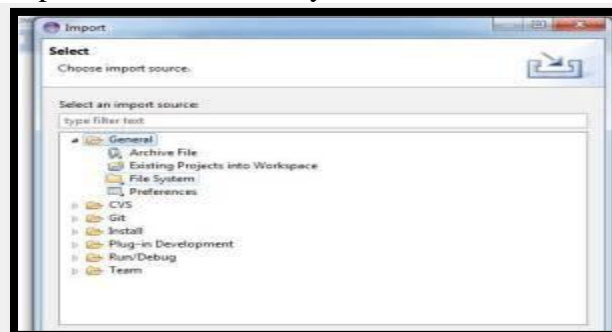 Import
Select
Choose import source.
Select an import source:
type filter text
General
Archive File
Existing Projects into Workspace
File System
Preferences
CVS
Git
Install
Plug-in Development
Run/Debug
Team